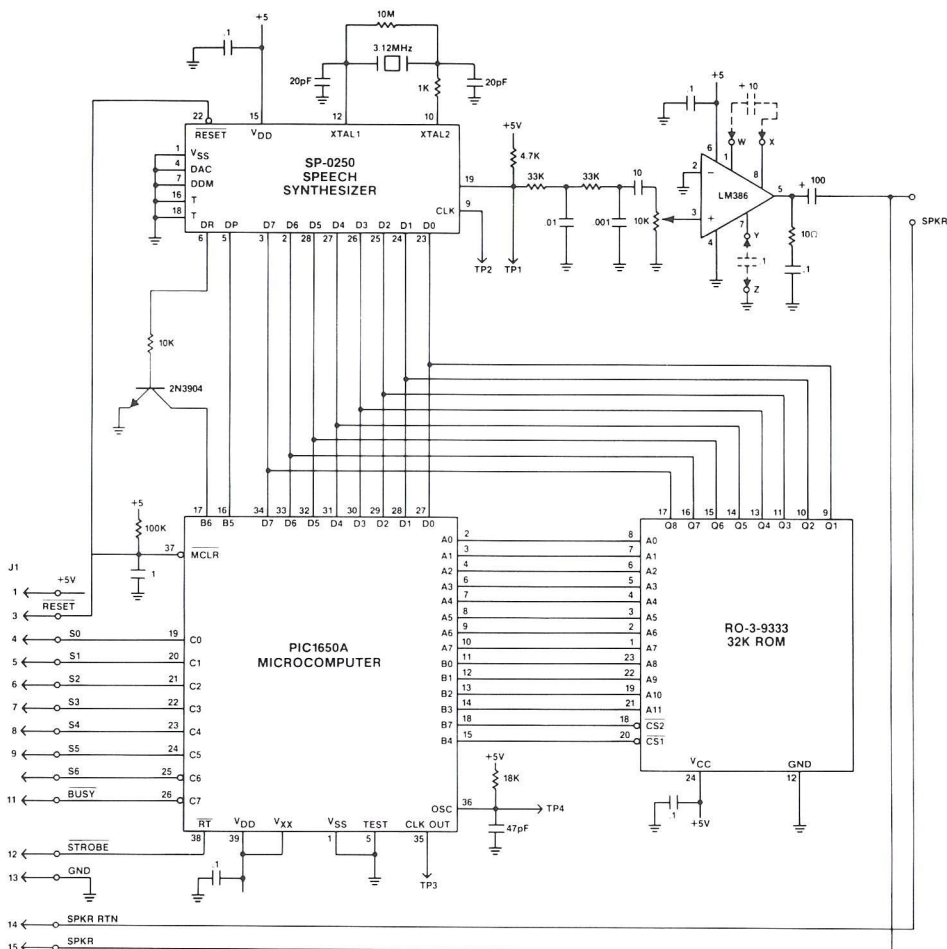 +5
.1
10M
3.12MHz
20pF
1K
20pF
+5
.1
+ 10
22 15 12 10
RESET VDD XTAL1 XTAL2
+5V
4.7K
W X
6 1 8
1 VSS
4 DAC
7 DDM
16 T
18 T
SP-0250
SPEECH
SYNTHESIZER
19
CLK 9
33K 33K 10
2
LM386
5
+ 100
.01 .001 10K
3
7
4
Y
.1
Z
10Ω
.1
SPKR
DR DP D7 D6 D5 D4 D3 D2 D1 D0
6 5 3 2 28 27 26 25 24 23
TP2 TP1
10K
2N3904
+5
100K
.1
17 16 34 33 32 31 30 29 28 27
B6 B5 D7 D6 D5 D4 D3 D2 D1 D0
17 16 15 14 13 11 10 9
Q8 Q7 Q6 Q5 Q4 Q3 Q2 Q1
37 MCLR
A0 2 8 A0
A1 3 7 A1
A2 4 6 A2
A3 6 5 A3
A4 7 4 A4
A5 8 3 A5
A6 9 2 A6
A7 10 1 A7
B0 11 23 A8
B1 12 22 A9
B2 13 19 A10
B3 14 21 A11
B7 18 18 CS2
B4 15 20 CS1
PIC1650A
MICROCOMPUTER
RO-3-9333
32K ROM
J1
1 +5V
3 RESET
4 S0 19 C0
5 S1 20 C1
6 S2 21 C2
7 S3 22 C3
8 S4 23 C4
9 S5 24 C5
S6 25 C6
11 BUSY 26 C7
+5V
18K
OSC 36
TP4
47pF
VCC GND
24 12
.1
+5V
RT VDD VXX VSS TEST CLK OUT
38 39 1 5 35
.1
TP3
12 STROBE
13 GND
14 SPKR RTN
15 SPKR